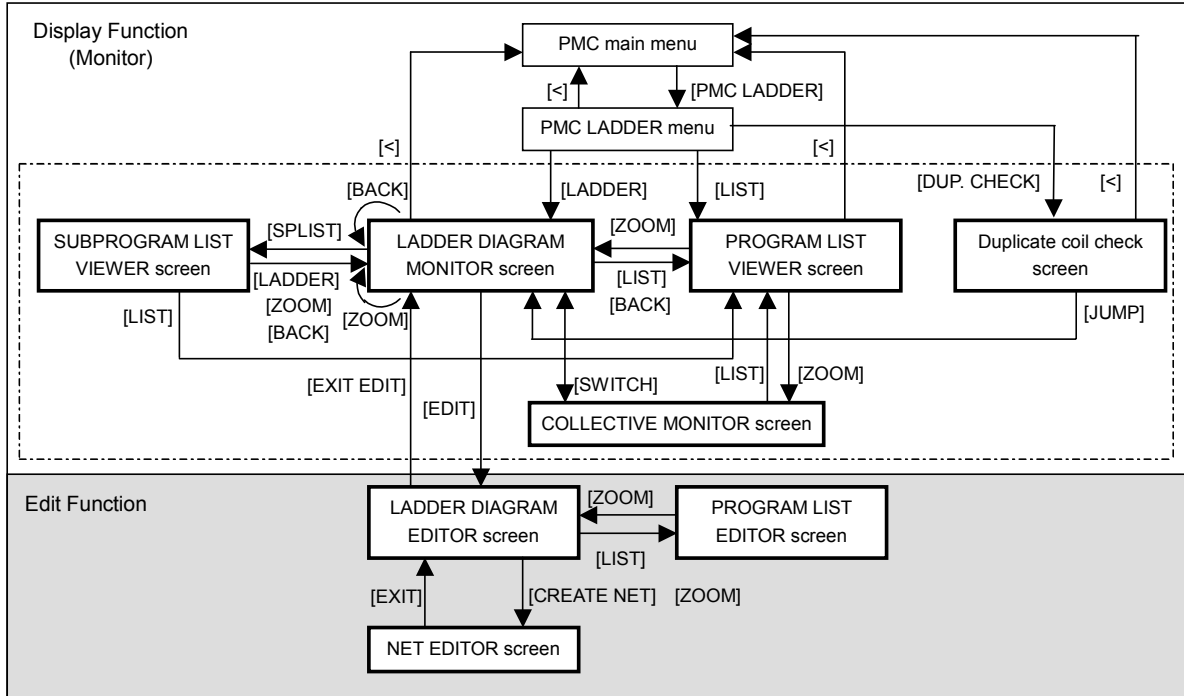 Display Function
(Monitor)
PMC main menu
[<]
[PMC LADDER]
PMC LADDER menu
[<]
[<]
[BACK]
[LADDER]
[LIST]
[DUP. CHECK]
[<]
[SPLIST]
[ZOOM]
SUBPROGRAM LIST
VIEWER screen
LADDER DIAGRAM
MONITOR screen
PROGRAM LIST
VIEWER screen
Duplicate coil check
screen
[LADDER]
[ZOOM]
[BACK]
[ZOOM]
[LIST]
[BACK]
[LIST]
[JUMP]
[EXIT EDIT]
[EDIT]
[SWITCH]
[LIST]
[ZOOM]
COLLECTIVE MONITOR screen
Edit Function
LADDER DIAGRAM
EDITOR screen
[ZOOM]
[LIST]
PROGRAM LIST
EDITOR screen
[EXIT]
[CREATE NET]
[ZOOM]
NET EDITOR screen